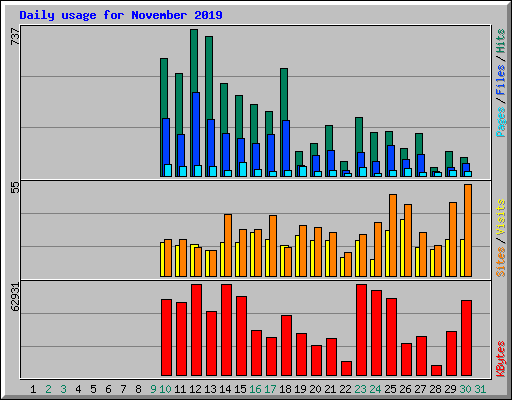 Daily usage for November 2019
737
Pages / Files / Hits
55
Sites / Visits
62931
KBytes
1 2 3 4 5 6 7 8 9 10 11 12 13 14 15 16 17 18 19 20 21 22 23 24 25 26 27 28 29 30 31